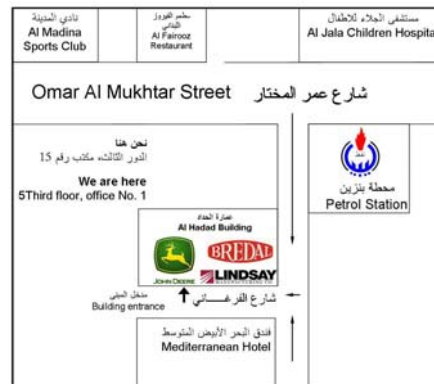 نادي المدينة
Al Madina
Sports Club
مطعم الفيروز
اللبناني
Al Fairooz
Restaurant
مستشفى الجلاء للاطفال
Al Jala Children Hospita
Omar Al Mukhtar Street شارع عمر المختار
نحن هنا
الدور الثالث، مكتب رقم 15
We are here
5Third floor, office No. 1
محطة بنزين
Petrol Station
عمارة الحداد
Al Hadad Building
JOHN DEERE
BREDAL
LINDSAY
مدخل المبنى
Building entrance
شارع الفرغـــاني
فندق البحر الأبيض المتوسط
Mediterranean Hotel